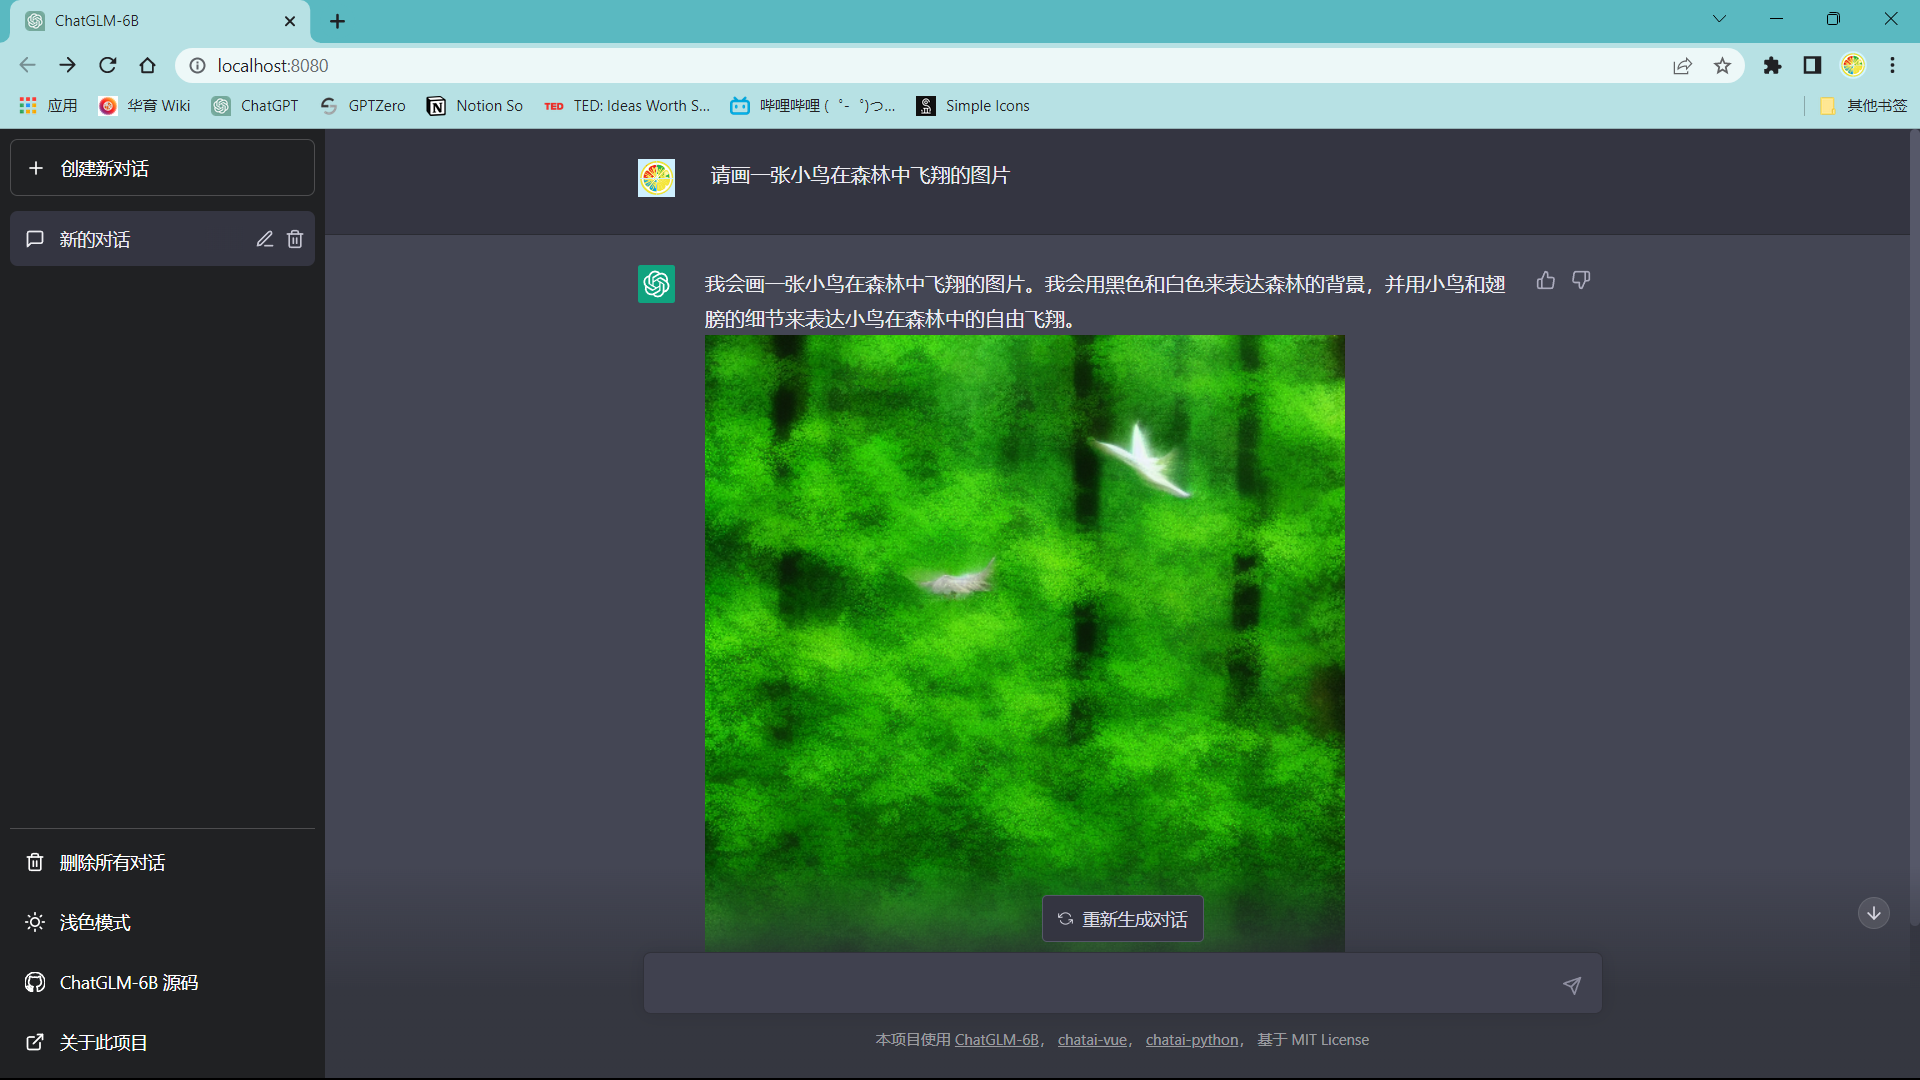 ChatGLM-6B
localhost:8080
应用
华育 Wiki
ChatGPT
GPTZero
Notion So
TED
TED: Ideas Worth S...
哔哩哔哩 ( ゜- ゜)つ...
Simple Icons
其他书签
创建新对话
新的对话
请画一张小鸟在森林中飞翔的图片
我会画一张小鸟在森林中飞翔的图片。我会用黑色和白色来表达森林的背景，并用小鸟和翅
膀的细节来表达小鸟在森林中的自由飞翔。
删除所有对话
浅色模式
ChatGLM-6B 源码
关于此项目
重新生成对话
本项目使用 ChatGLM-6B， chatai-vue， chatai-python， 基于 MIT License